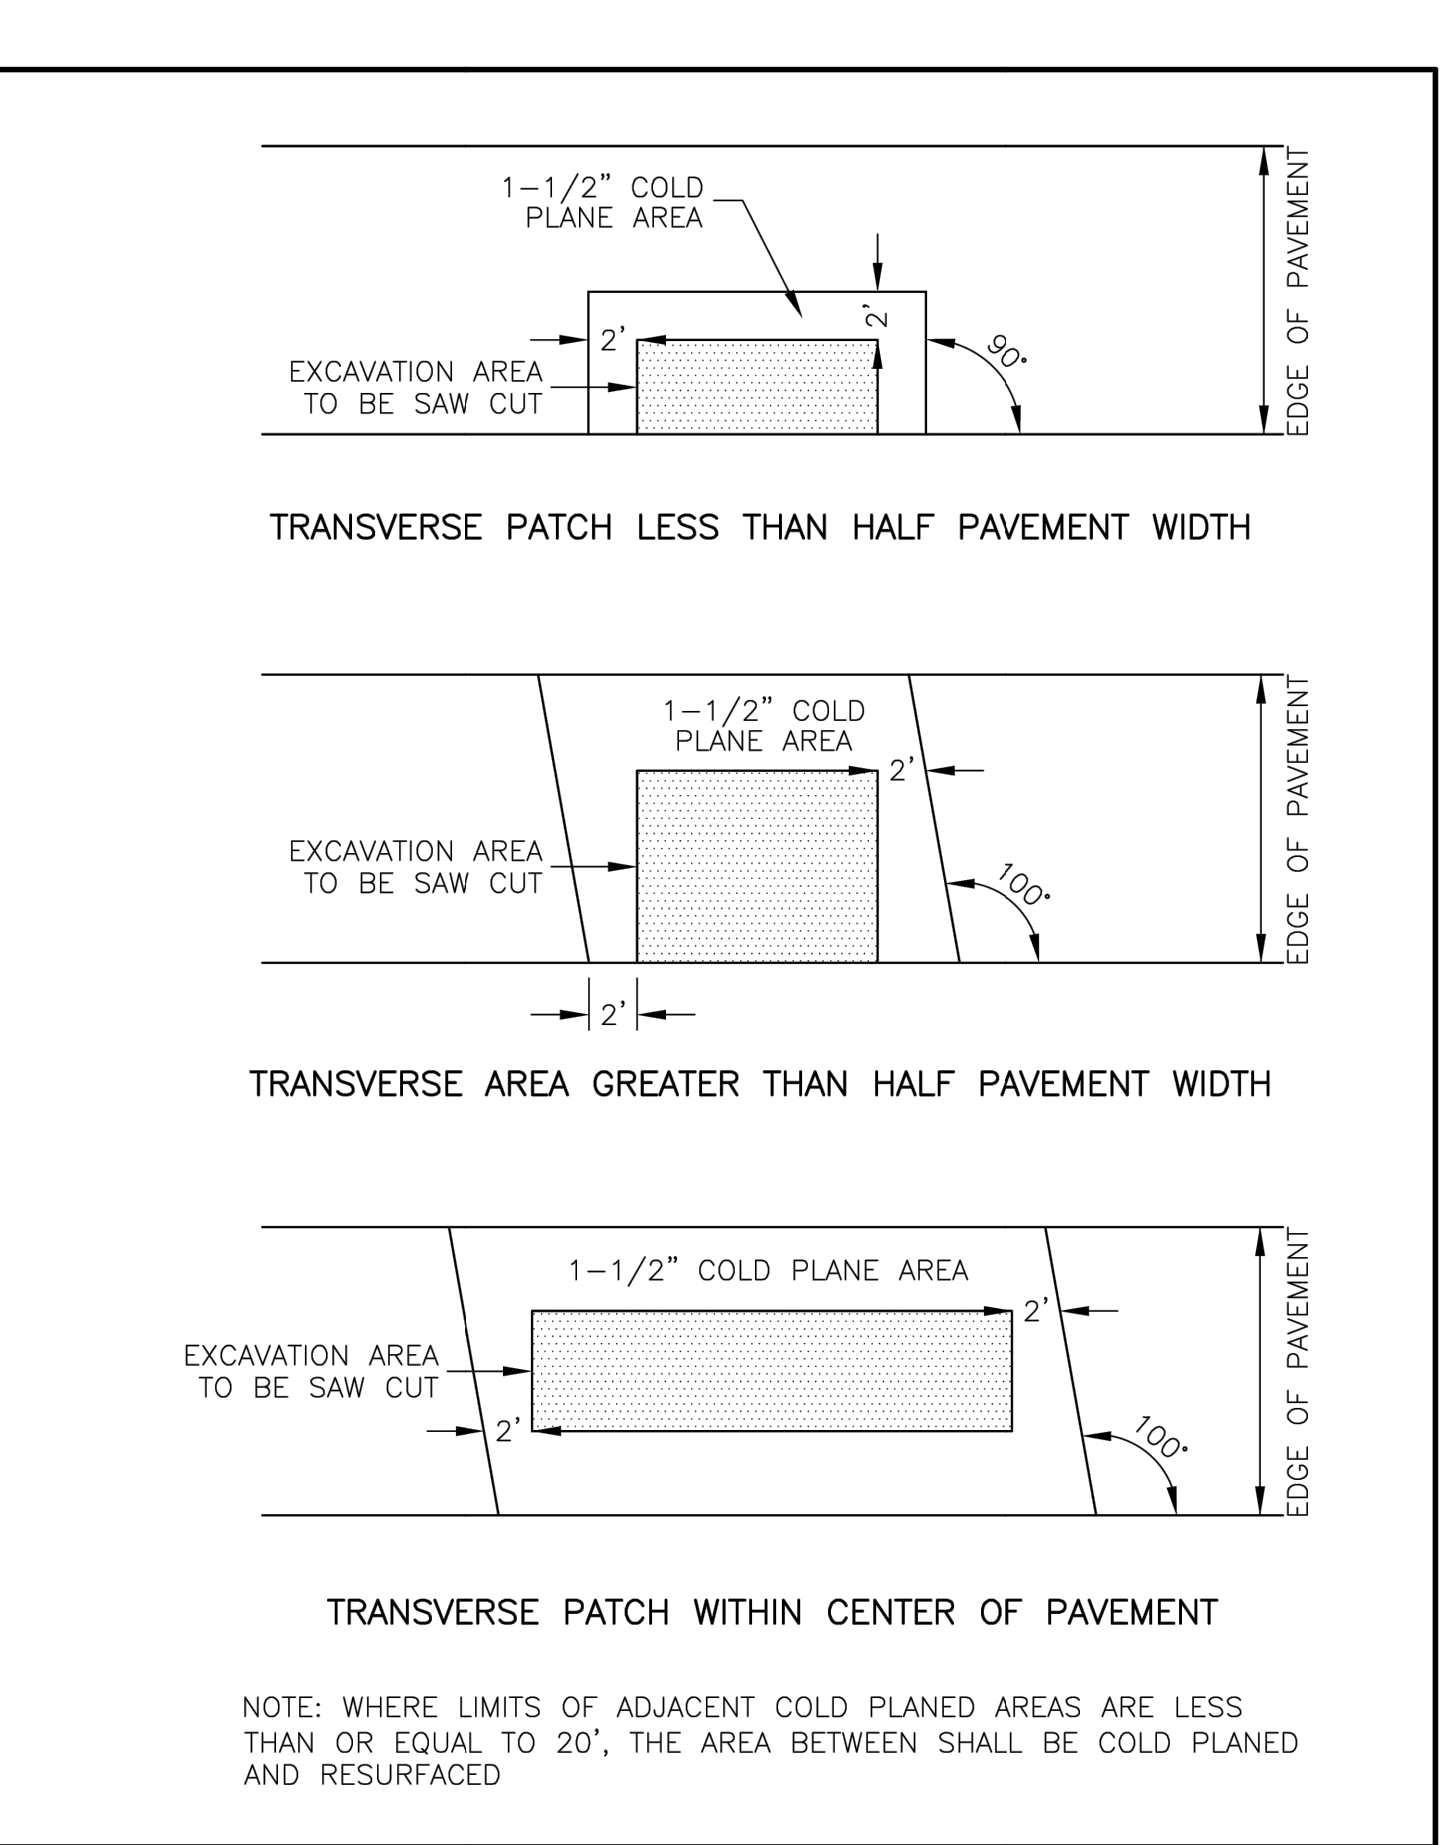 1-1/2" COLD
PLANE AREA
2'
2'
90°
EXCAVATION AREA
TO BE SAW CUT
EDGE OF PAVEMENT
TRANSVERSE PATCH LESS THAN HALF PAVEMENT WIDTH
1-1/2" COLD
PLANE AREA
2'
EXCAVATION AREA
TO BE SAW CUT
100°
EDGE OF PAVEMENT
2'
TRANSVERSE AREA GREATER THAN HALF PAVEMENT WIDTH
1-1/2" COLD PLANE AREA
2'
EXCAVATION AREA
TO BE SAW CUT
2'
100°
EDGE OF PAVEMENT
TRANSVERSE PATCH WITHIN CENTER OF PAVEMENT
NOTE: WHERE LIMITS OF ADJACENT COLD PLANED AREAS ARE LESS
THAN OR EQUAL TO 20', THE AREA BETWEEN SHALL BE COLD PLANED
AND RESURFACED